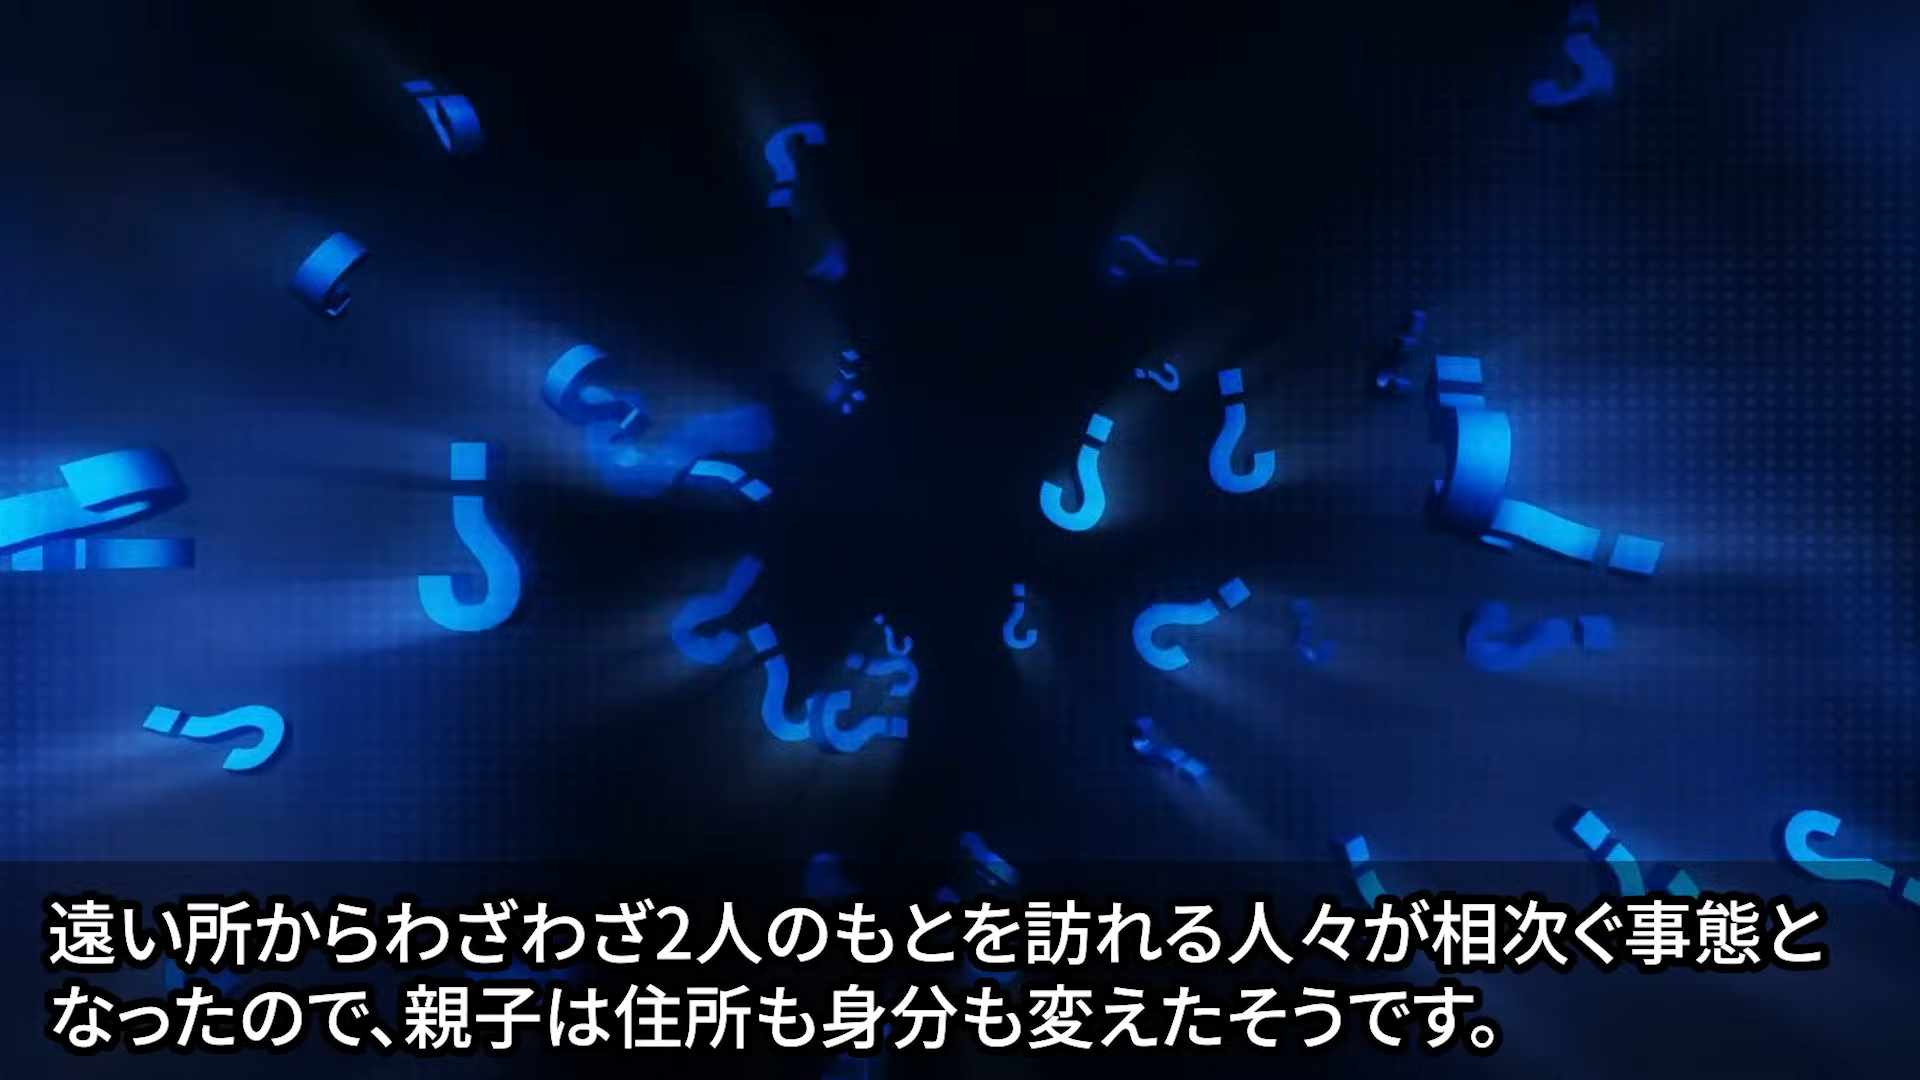 遠い所からわざわざ2人のもとを訪れる人々が相次ぐ事態と
なったので、親子は住所も身分も変えたそうです。